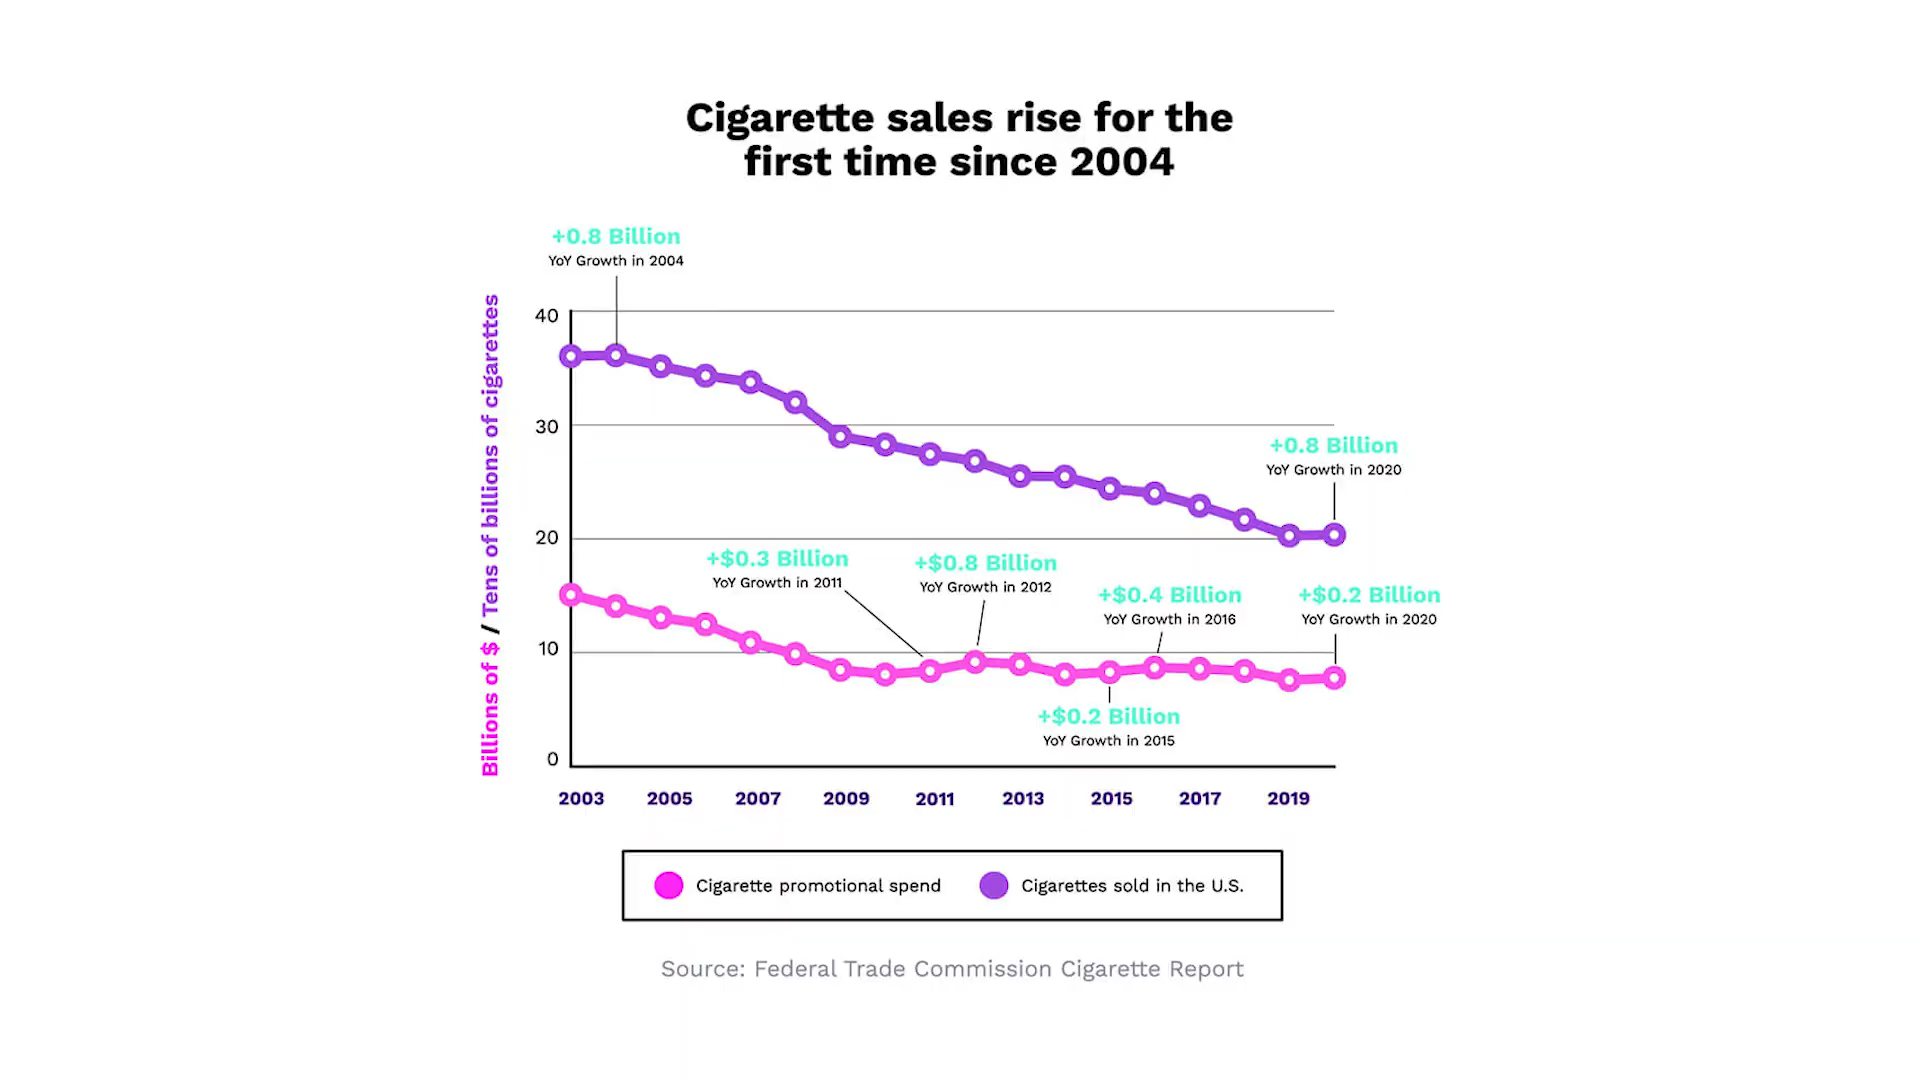 Cigarette sales rise for the
first time since 2004
+0.8 Billion
YoY Growth in 2004
Billions of $ / Tens of billions of cigarettes
40
30
20
10
0
+0.8 Billion
YoY Growth in 2020
+$0.3 Billion
YoY Growth in 2011
+$0.8 Billion
YoY Growth in 2012
+$0.4 Billion
YoY Growth in 2016
+$0.2 Billion
YoY Growth in 2020
+$0.2 Billion
YoY Growth in 2015
2003 2005 2007 2009 2011 2013 2015 2017 2019
Cigarette promotional spend
Cigarettes sold in the U.S.
Source: Federal Trade Commission Cigarette Report